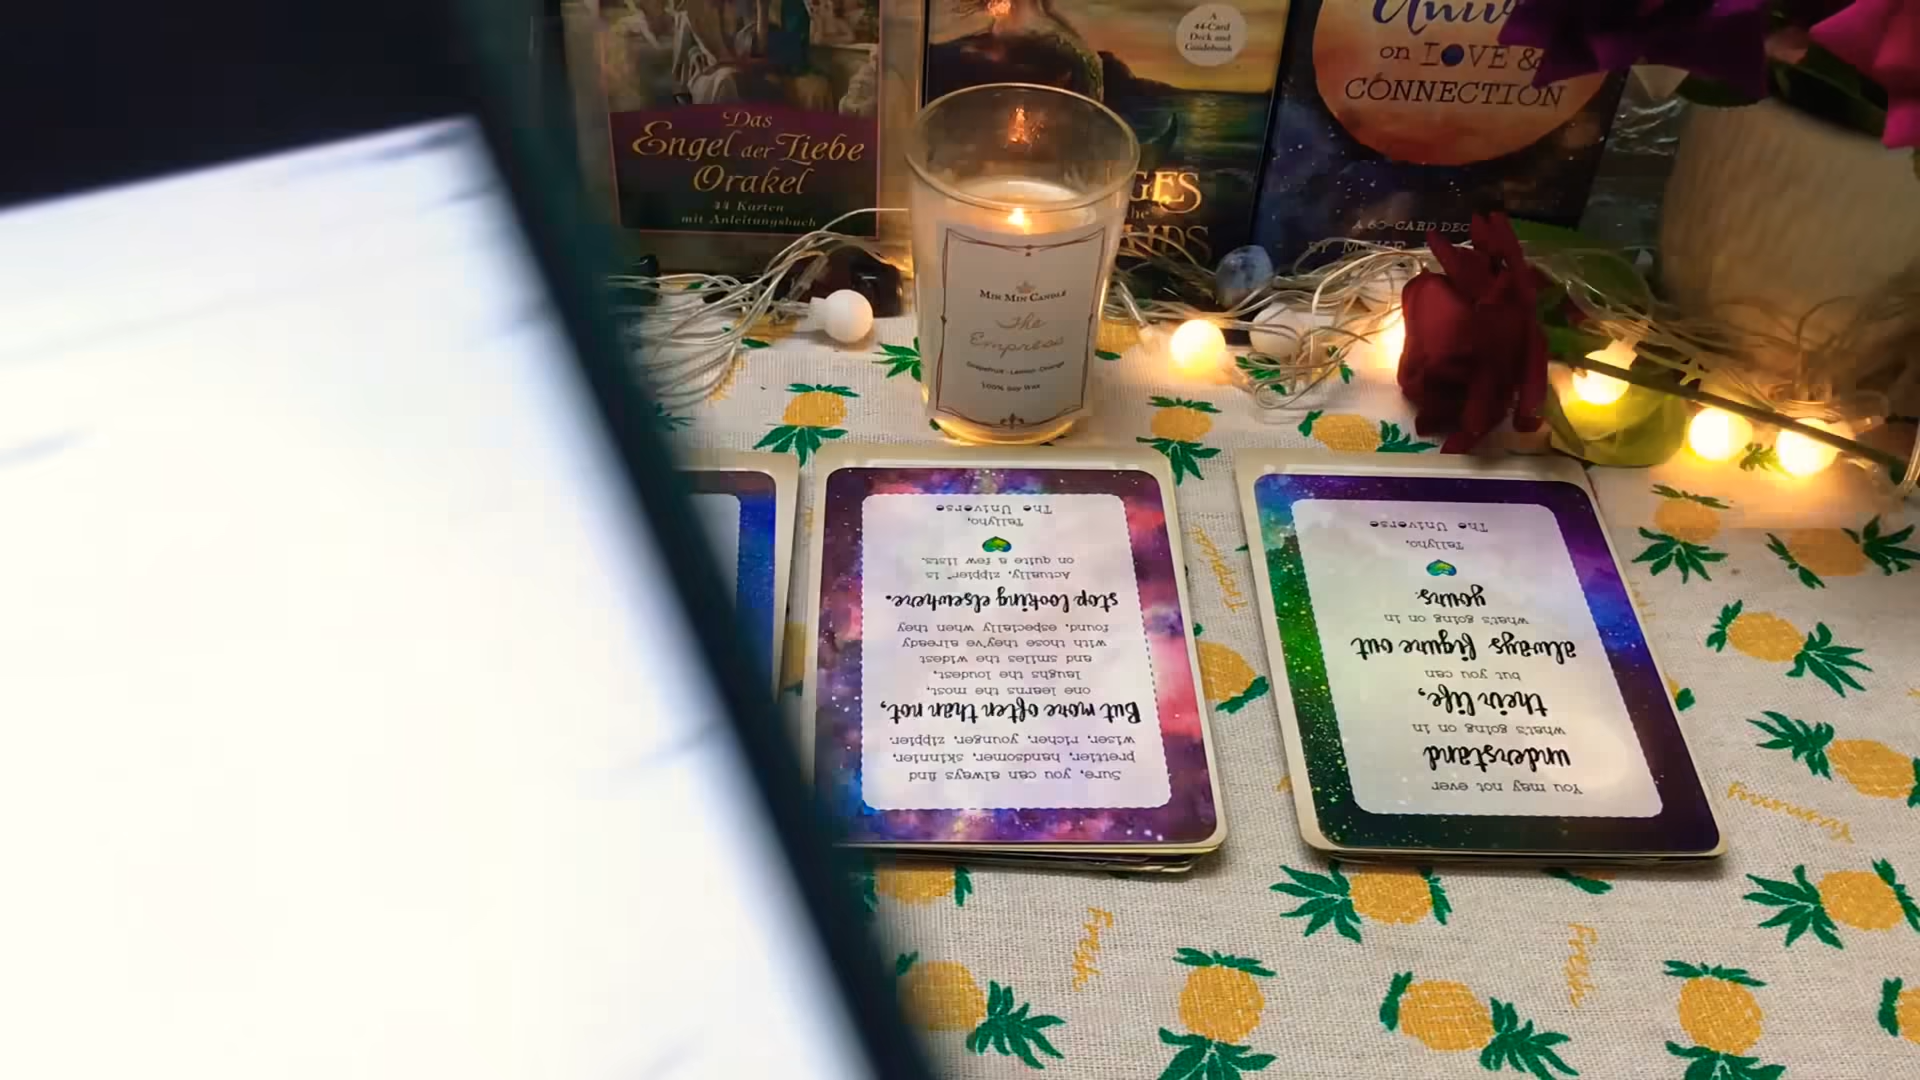 Das
Engel der Liebe
Orakel
44 Karten
mit Anleitungsbuch
A
44-Card
Deck and
Guidebook
on LOVE &
CONNECTION
MIN MIN CANDLE
The
Empress
Grapefruit - Lemon - Orange
100% Soy Wax
Sure, you can always find
prettier, handsomer, skinnier,
wiser, richer, younger, zippier.
But more often than not,
one learns the most,
laughs the loudest,
and smiles the widest
with those they've already
found, especially when they
stop looking elsewhere.
Actually, zippier™ is
on quite a few lists.
Tallyho,
The Universe
You may not ever
understand
what's going on in
their life,
but you can
always figure out
what's going on in
yours.
Tallyho,
The Universe
Fresh
Fresh